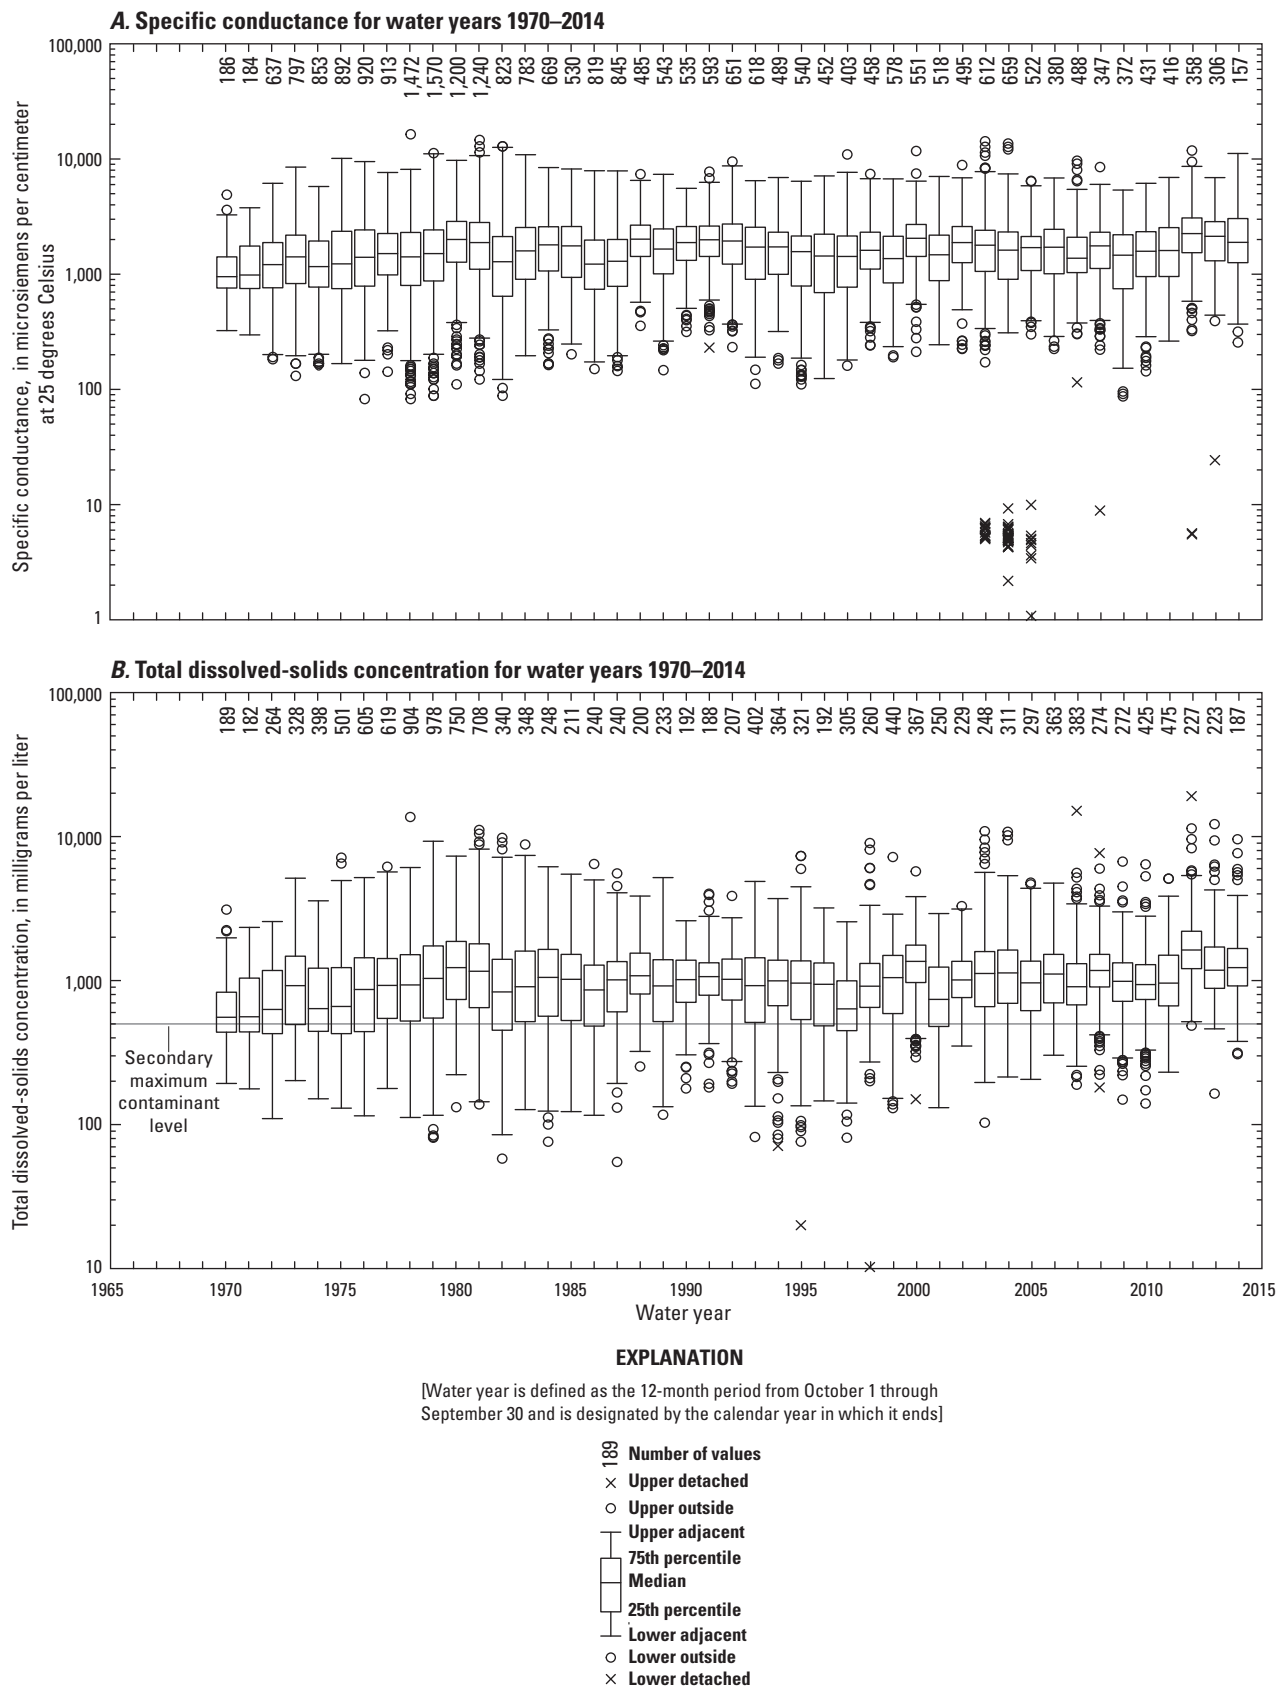 A. Specific conductance for water years 1970–2014
100,000
186 184 637 797 853 892 920 913 1,472 1,570 1,200 1,240 823 783 669 530 819 845 485 543 535 593 651 618 489 540 452 403 458 578 551 518 495 612 659 522 380 488 347 372 431 416 358 306 157
10,000
1,000
100
10
1
Specific conductance, in microsiemens per centimeter
at 25 degrees Celsius
B. Total dissolved-solids concentration for water years 1970–2014
100,000
189 182 264 328 398 501 605 619 904 978 750 708 340 348 248 211 240 240 200 233 192 188 207 402 364 321 192 305 260 440 367 250 229 248 311 297 363 383 274 272 425 475 227 223 187
10,000
1,000
100
10
Total dissolved-solids concentration, in milligrams per liter
Secondary
maximum
contaminant
level
1965 1970 1975 1980 1985 1990 1995 2000 2005 2010 2015
Water year
EXPLANATION
[Water year is defined as the 12-month period from October 1 through
September 30 and is designated by the calendar year in which it ends]
189 Number of values
Upper detached
Upper outside
Upper adjacent
75th percentile
Median
25th percentile
Lower adjacent
Lower outside
Lower detached